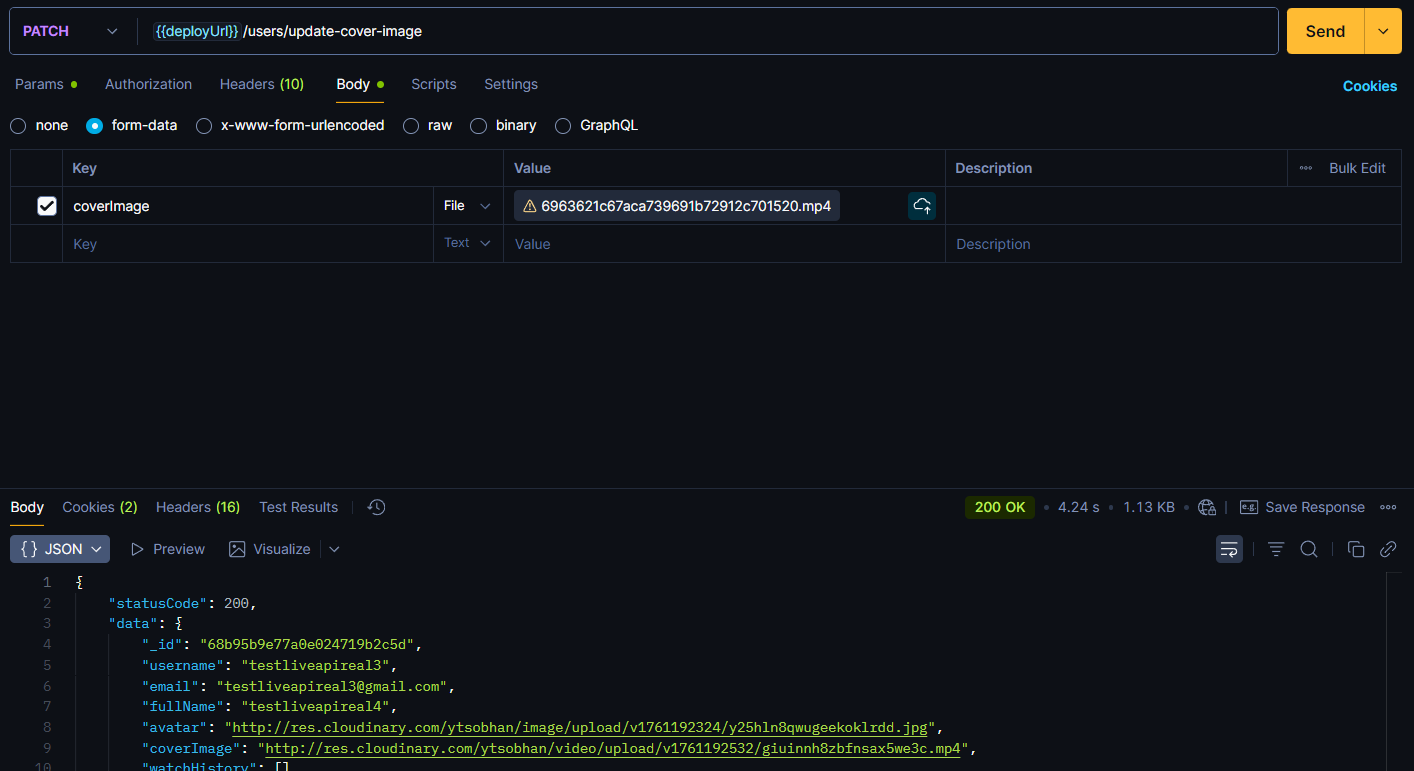 PATCH {{deployUrl}} /users/update-cover-image Send
Params Authorization Headers (10) Body Scripts Settings Cookies
none form-data x-www-form-urlencoded raw binary GraphQL
Key Value Description Bulk Edit
coverImage File 6963621c67aca739691b72912c701520.mp4
Key Text Value Description
Body Cookies (2) Headers (16) Test Results 200 OK 4.24 s 1.13 KB e.g. Save Response
{} JSON Preview Visualize
1 {
2 "statusCode": 200,
3 "data": {
4 "_id": "68b95b9e77a0e024719b2c5d",
5 "username": "testliveapireal3",
6 "email": "testliveapireal3@gmail.com",
7 "fullName": "testliveapireal4",
8 "avatar": "http://res.cloudinary.com/ytsobhan/image/upload/v1761192324/y25hln8qwugeekoklrdd.jpg",
9 "coverImage": "http://res.cloudinary.com/ytsobhan/video/upload/v1761192532/giuinnh8zbfnsax5we3c.mp4",
10 "watchHistory": []